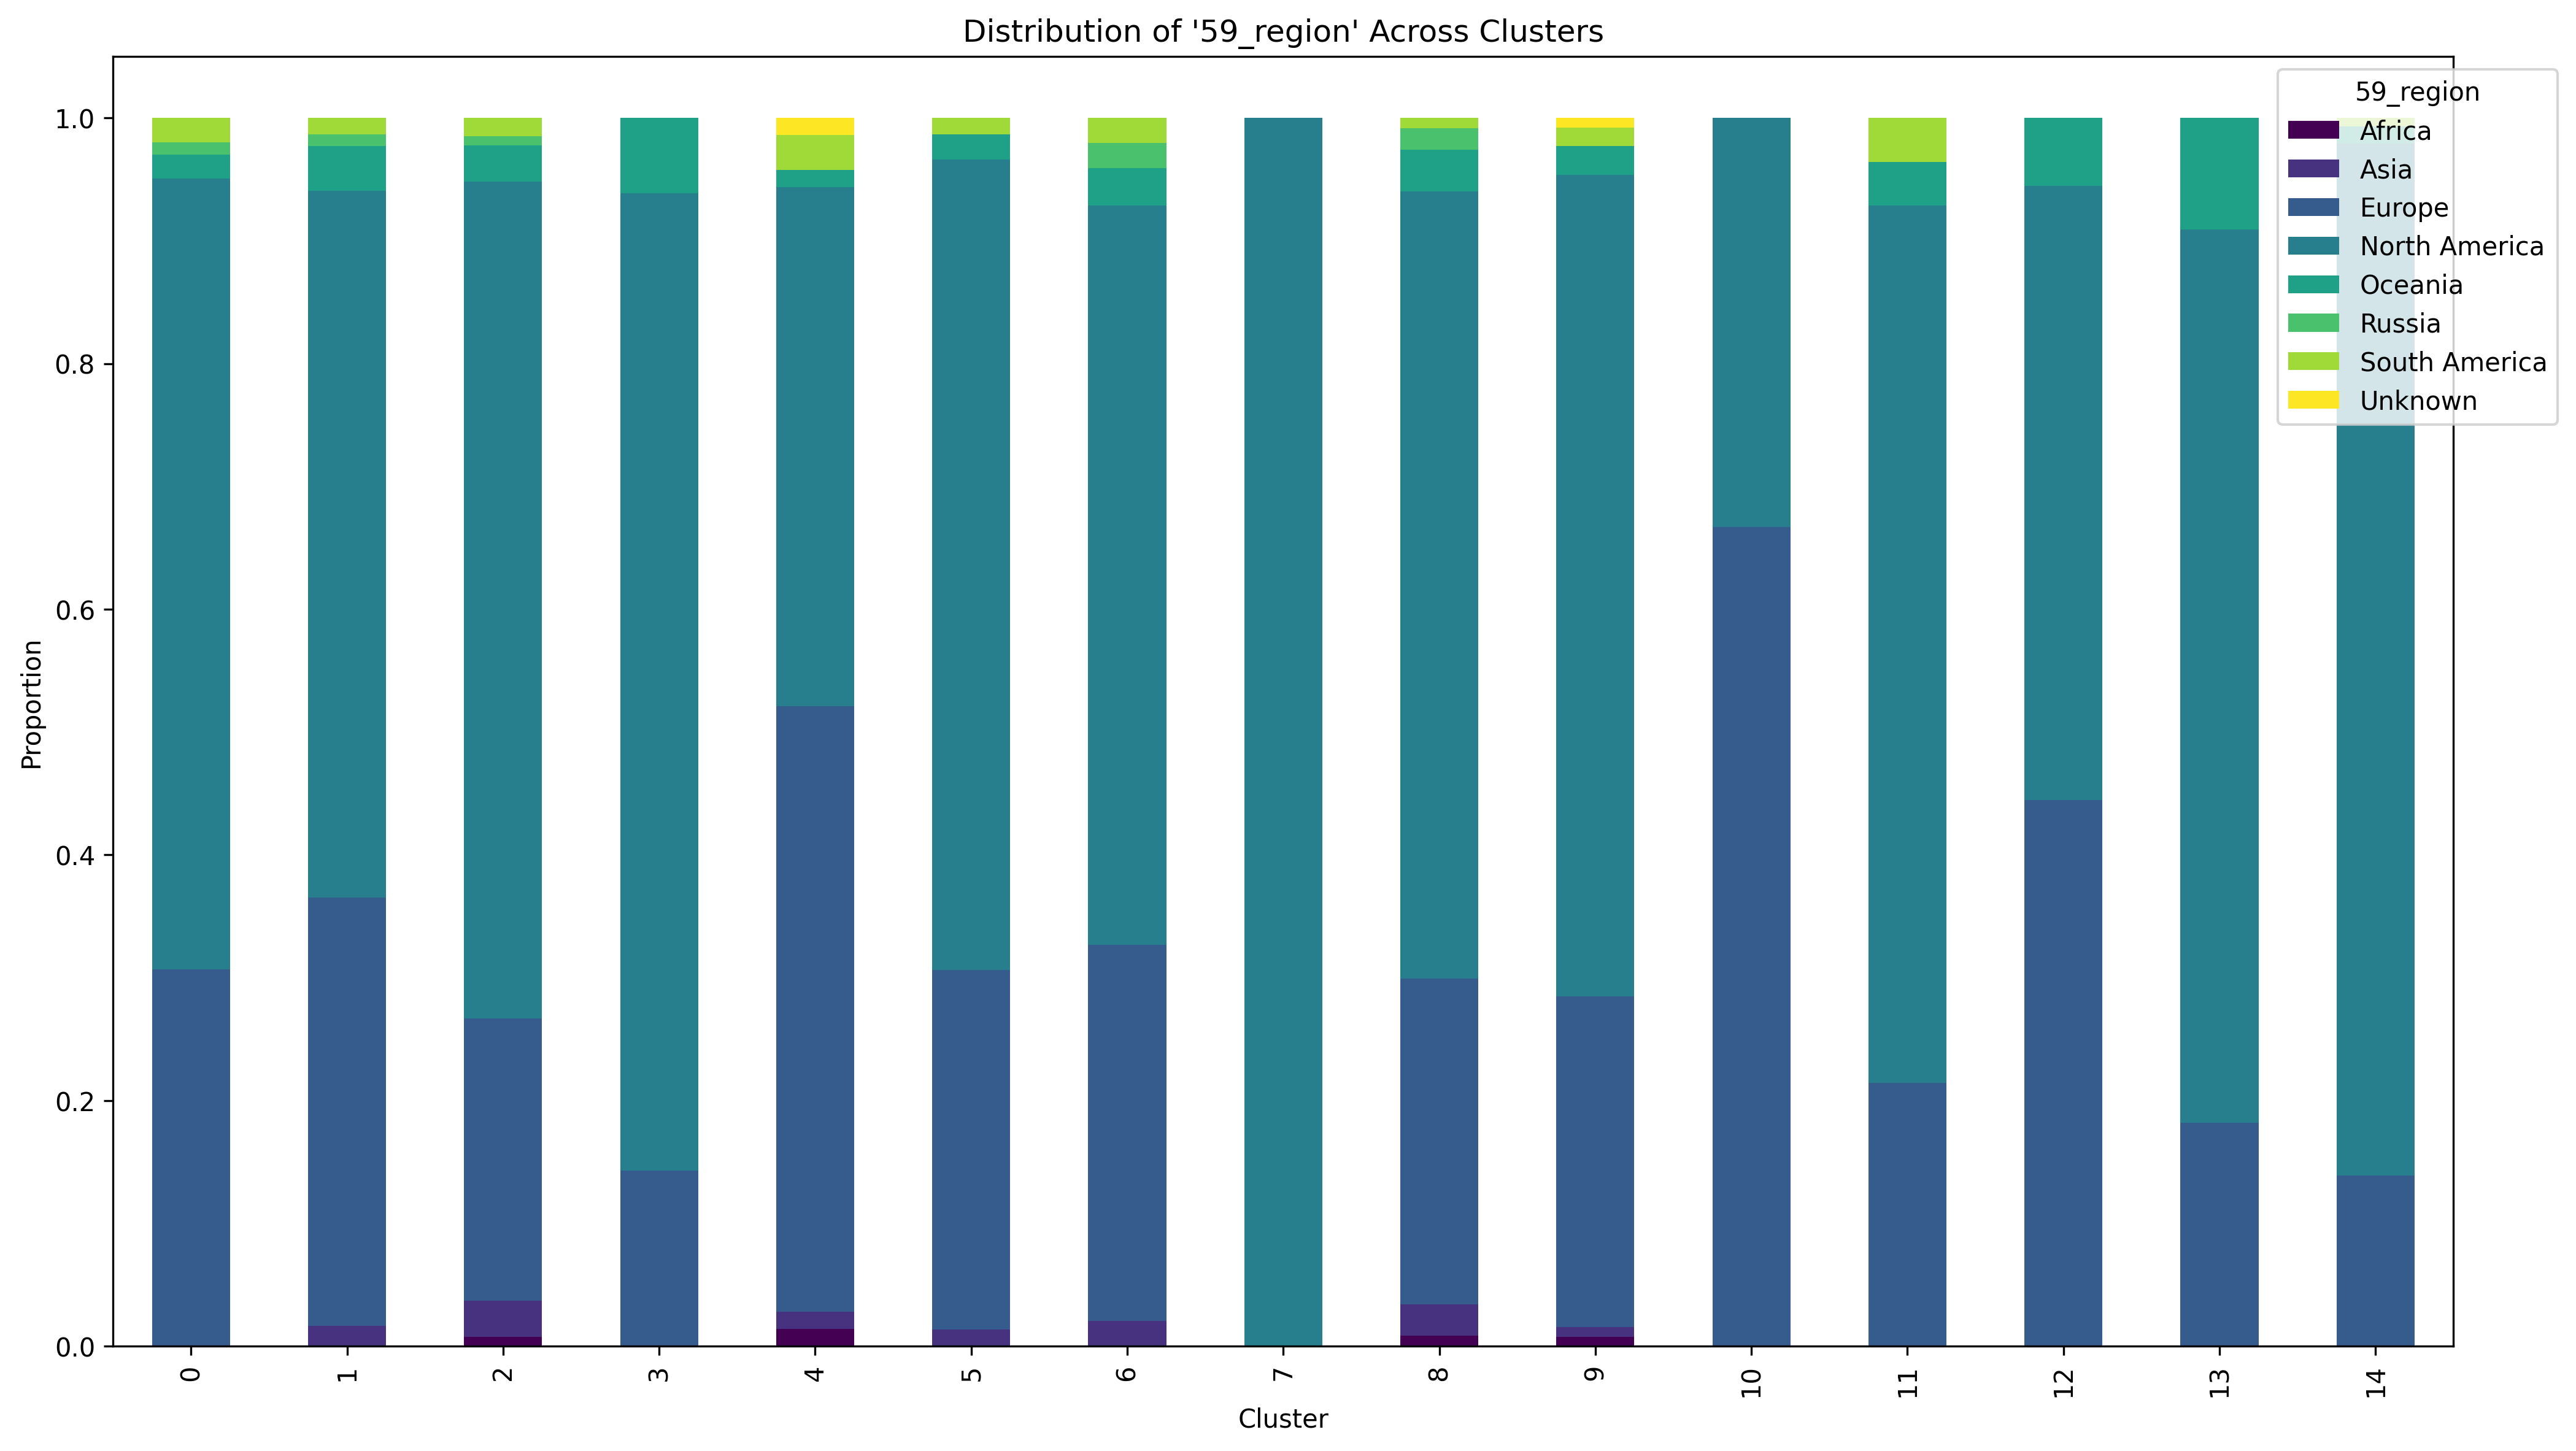 Distribution of '59_region' Across Clusters
59_region
Africa
Asia
Europe
North America
Oceania
Russia
South America
Unknown
1.0
0.8
0.6
0.4
0.2
0.0
Proportion
0 1 2 3 4 5 6 7 8 9 10 11 12 13 14
Cluster